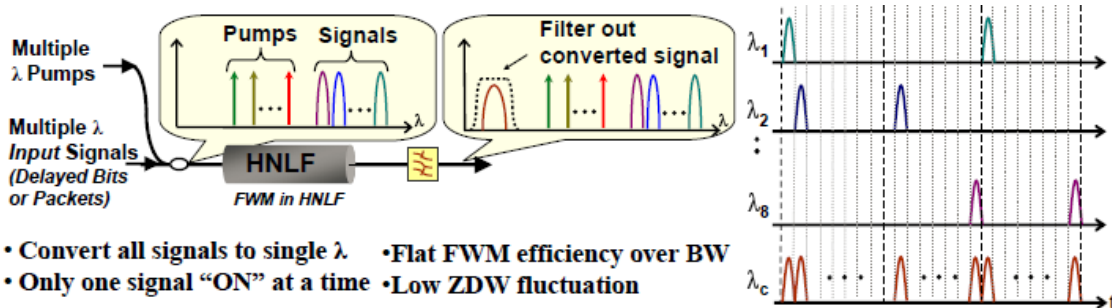 Multiple
λ Pumps
Multiple λ
Input Signals
(Delayed Bits
or Packets)
Pumps Signals
λ
Filter out
converted signal
λ
HNLF
FWM in HNLF
• Convert all signals to single λ
• Only one signal “ON” at a time
•Flat FWM efficiency over BW
•Low ZDW fluctuation
λ1
λ2
λ8
λc
t